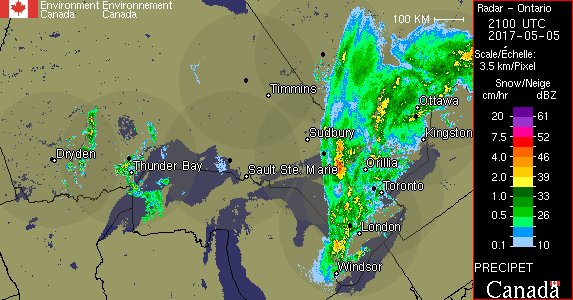 Environment Environnement
Canada Canada
100 KM
Timmins
Ottawa
Sudbury
Kingston
Dryden
Thunder Bay
Sault Ste. Marie
Orillia
Toronto
London
Windsor
Radar - Ontario
2100 UTC
2017-05-05
Scale/Échelle:
3.5 km/Pixel
Snow/Neige
cm/hr dBZ
20 61
7.5 52
4.0 46
2.0 39
1.0 33
0.5 26
0.1 10
PRECIPET
Canada